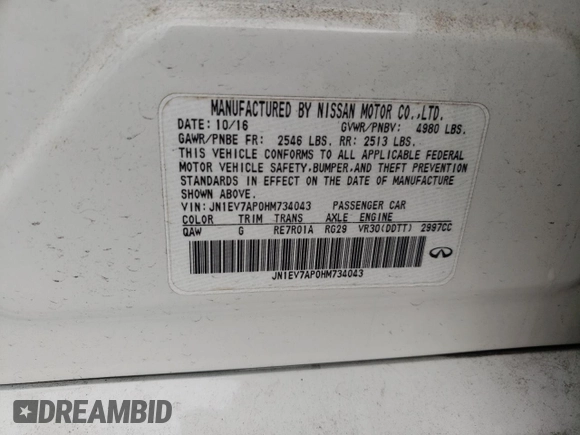 MANUFACTURED BY NISSAN MOTOR CO.,LTD.
DATE: 10/16 GVWR/PNBV: 4980 LBS.
GAWR/PNBE FR: 2546 LBS. RR: 2513 LBS.
THIS VEHICLE CONFORMS TO ALL APPLICABLE FEDERAL
MOTOR VEHICLE SAFETY,BUMPER,AND THEFT PREVENTION
STANDARDS IN EFFECT ON THE DATE OF MANUFACTURE
SHOWN ABOVE.
VIN: JN1EV7AP0HM734043 PASSENGER CAR
COLOR TRIM TRANS AXLE ENGINE
QAW G RE7R01A RG29 VR30(DDTT) 2997CC
JN1EV7AP0HM734043
DREAMBID